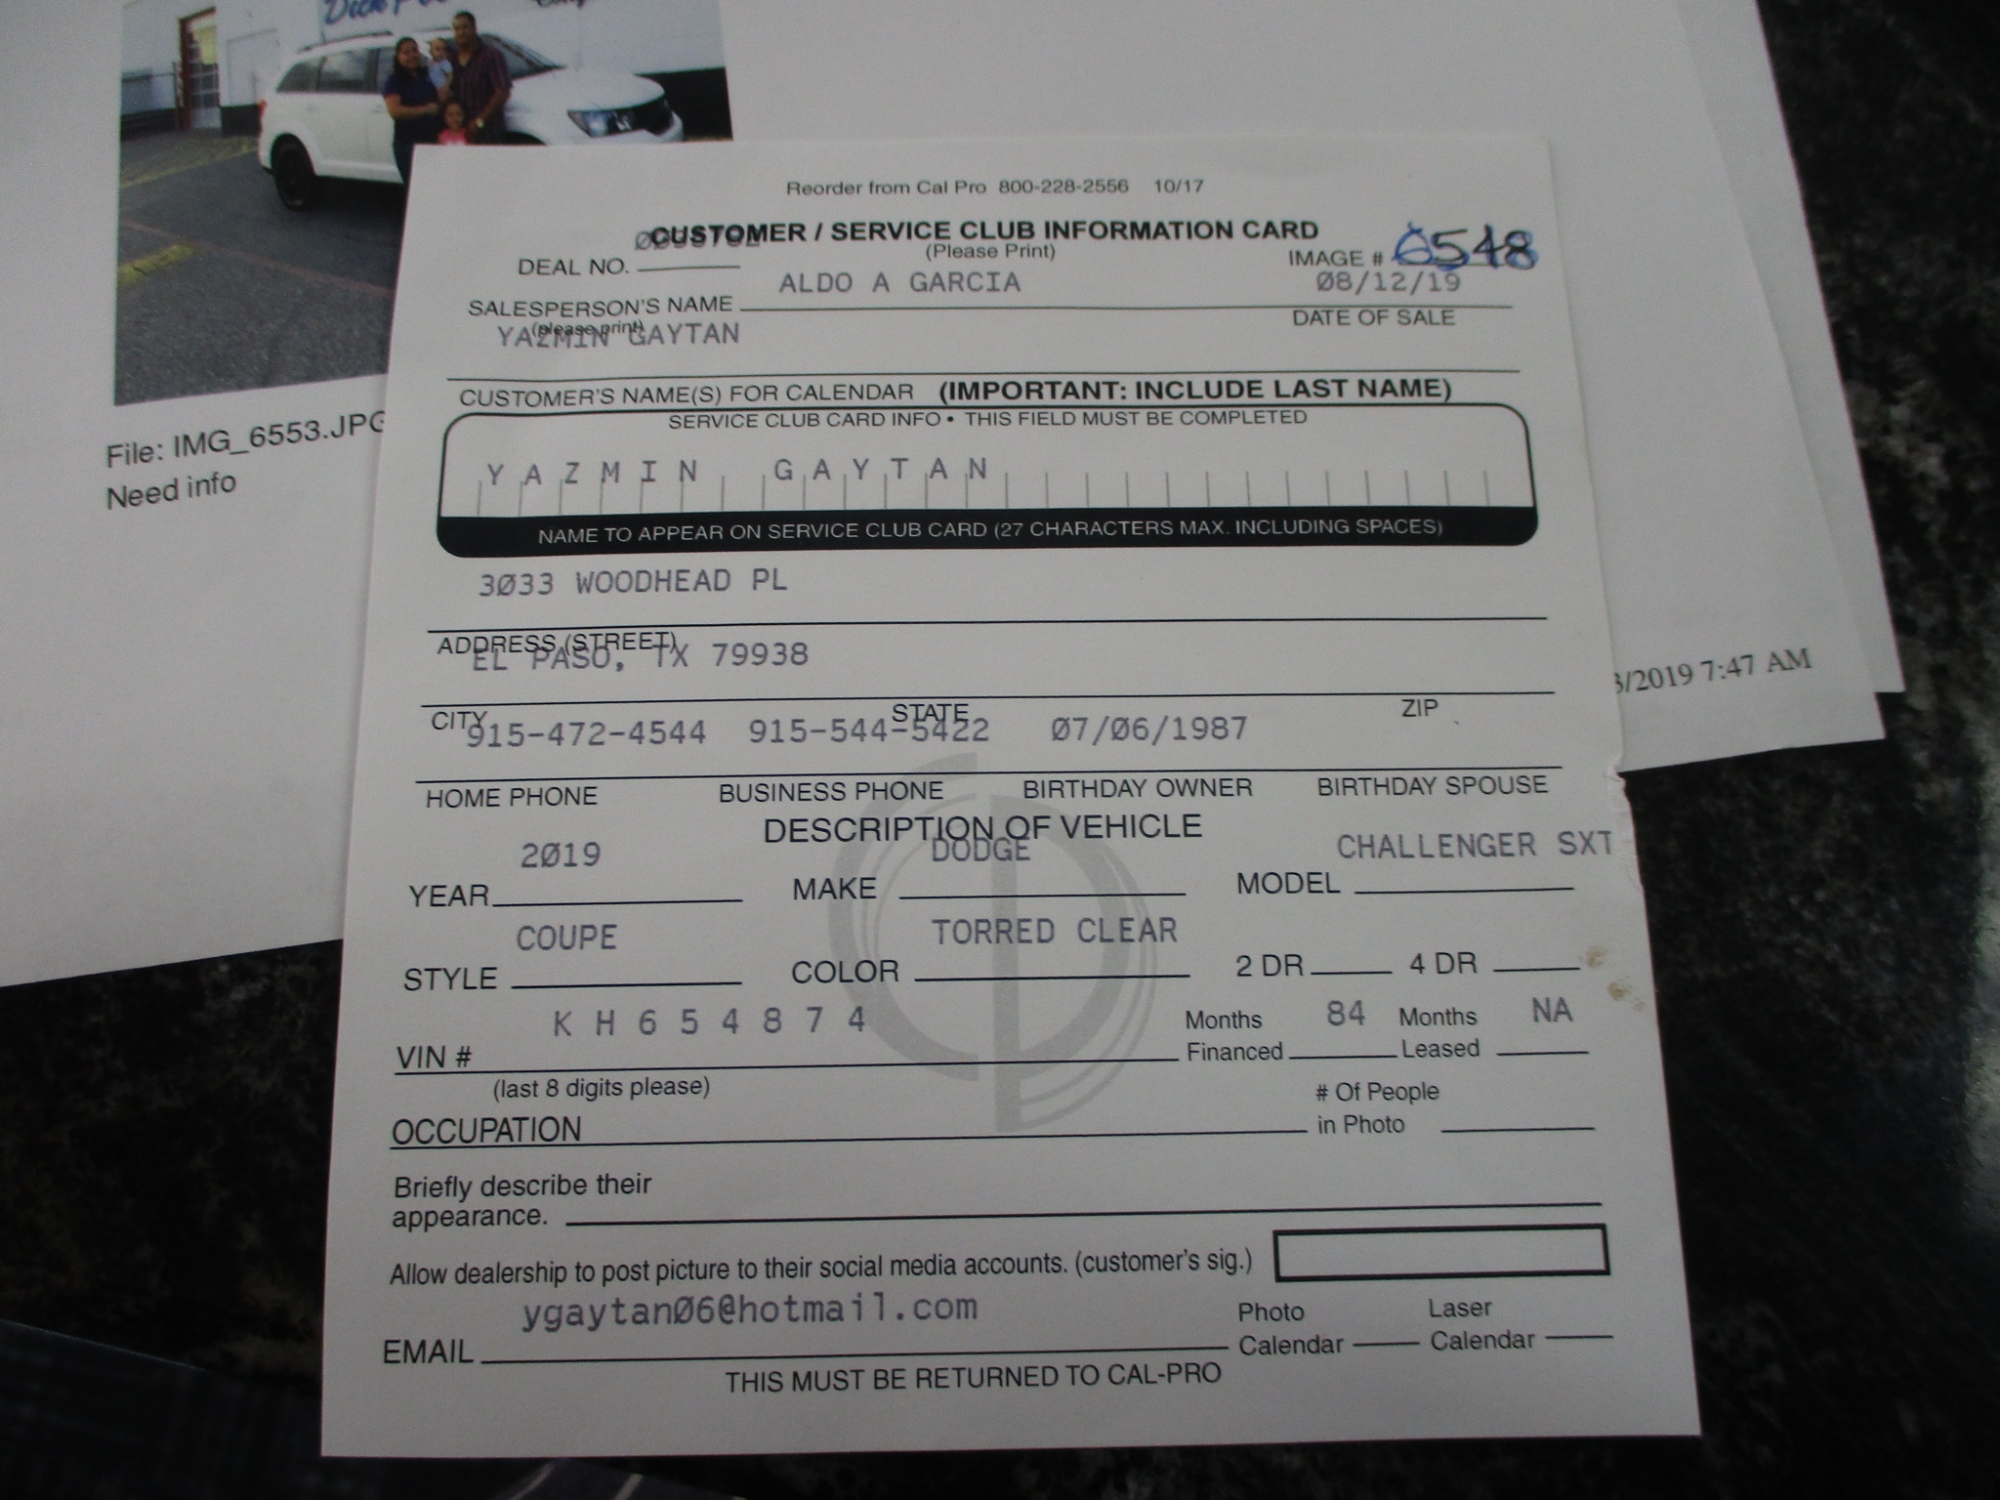 File: IMG_6553.JPG
Need info
3/2019 7:47 AM
Reorder from Cal Pro 800-228-2556 10/17
CUSTOMER / SERVICE CLUB INFORMATION CARD
(Please Print)
DEAL NO.
IMAGE # 6548
ALDO A GARCIA 08/12/19
SALESPERSON'S NAME DATE OF SALE
(please print)
YAZMIN GAYTAN
CUSTOMER'S NAME(S) FOR CALENDAR (IMPORTANT: INCLUDE LAST NAME)
SERVICE CLUB CARD INFO • THIS FIELD MUST BE COMPLETED
YAZMIN GAYTAN
NAME TO APPEAR ON SERVICE CLUB CARD (27 CHARACTERS MAX. INCLUDING SPACES)
3033 WOODHEAD PL
ADDRESS (STREET)
EL PASO, TX 79938
CITY STATE ZIP
915-472-4544 915-544-5422 07/06/1987
HOME PHONE BUSINESS PHONE BIRTHDAY OWNER BIRTHDAY SPOUSE
DESCRIPTION OF VEHICLE
2019 DODGE CHALLENGER SXT
YEAR MAKE MODEL
COUPE TORRED CLEAR
STYLE COLOR 2 DR 4 DR
KH654874 Months 84 Months NA
VIN # Financed Leased
(last 8 digits please) # Of People
OCCUPATION in Photo
Briefly describe their
appearance.
Allow dealership to post picture to their social media accounts. (customer's sig.)
ygaytan06@hotmail.com Photo Laser
EMAIL Calendar Calendar
THIS MUST BE RETURNED TO CAL-PRO